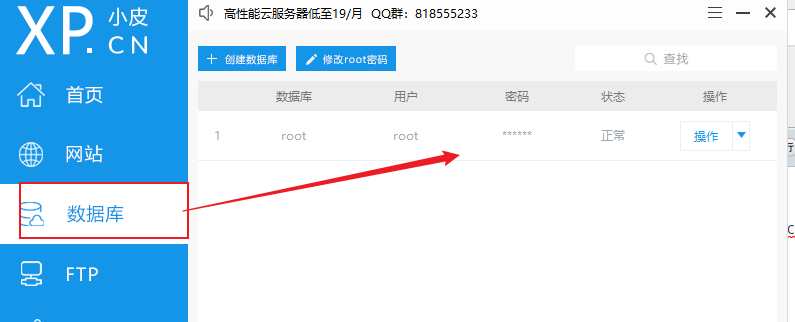 XP.小皮
CN
高性能云服务器低至19/月 QQ群：818555233
首页
网站
数据库
FTP
+ 创建数据库 修改root密码 查找
数据库 用户 密码 状态 操作
1 root root ****** 正常 操作